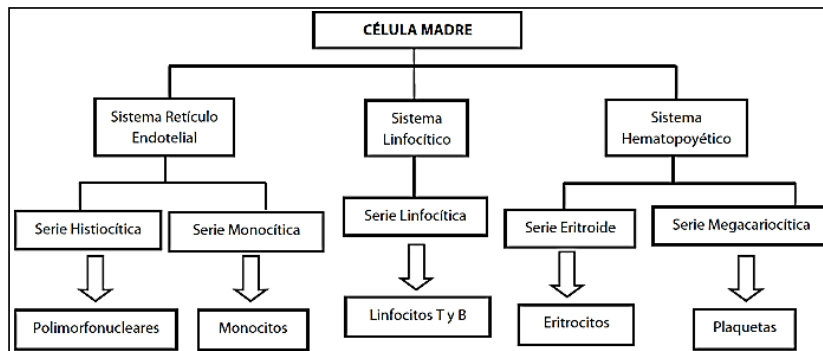 CÉLULA MADRE
Sistema Retículo
Endotelial
Sistema
Linfocítico
Sistema
Hematopoyético
Serie Histiocítica
Serie Monocítica
Serie Linfocítica
Serie Eritroide
Serie Megacariocítica
Polimorfonucleares
Monocitos
Linfocitos T y B
Eritrocitos
Plaquetas